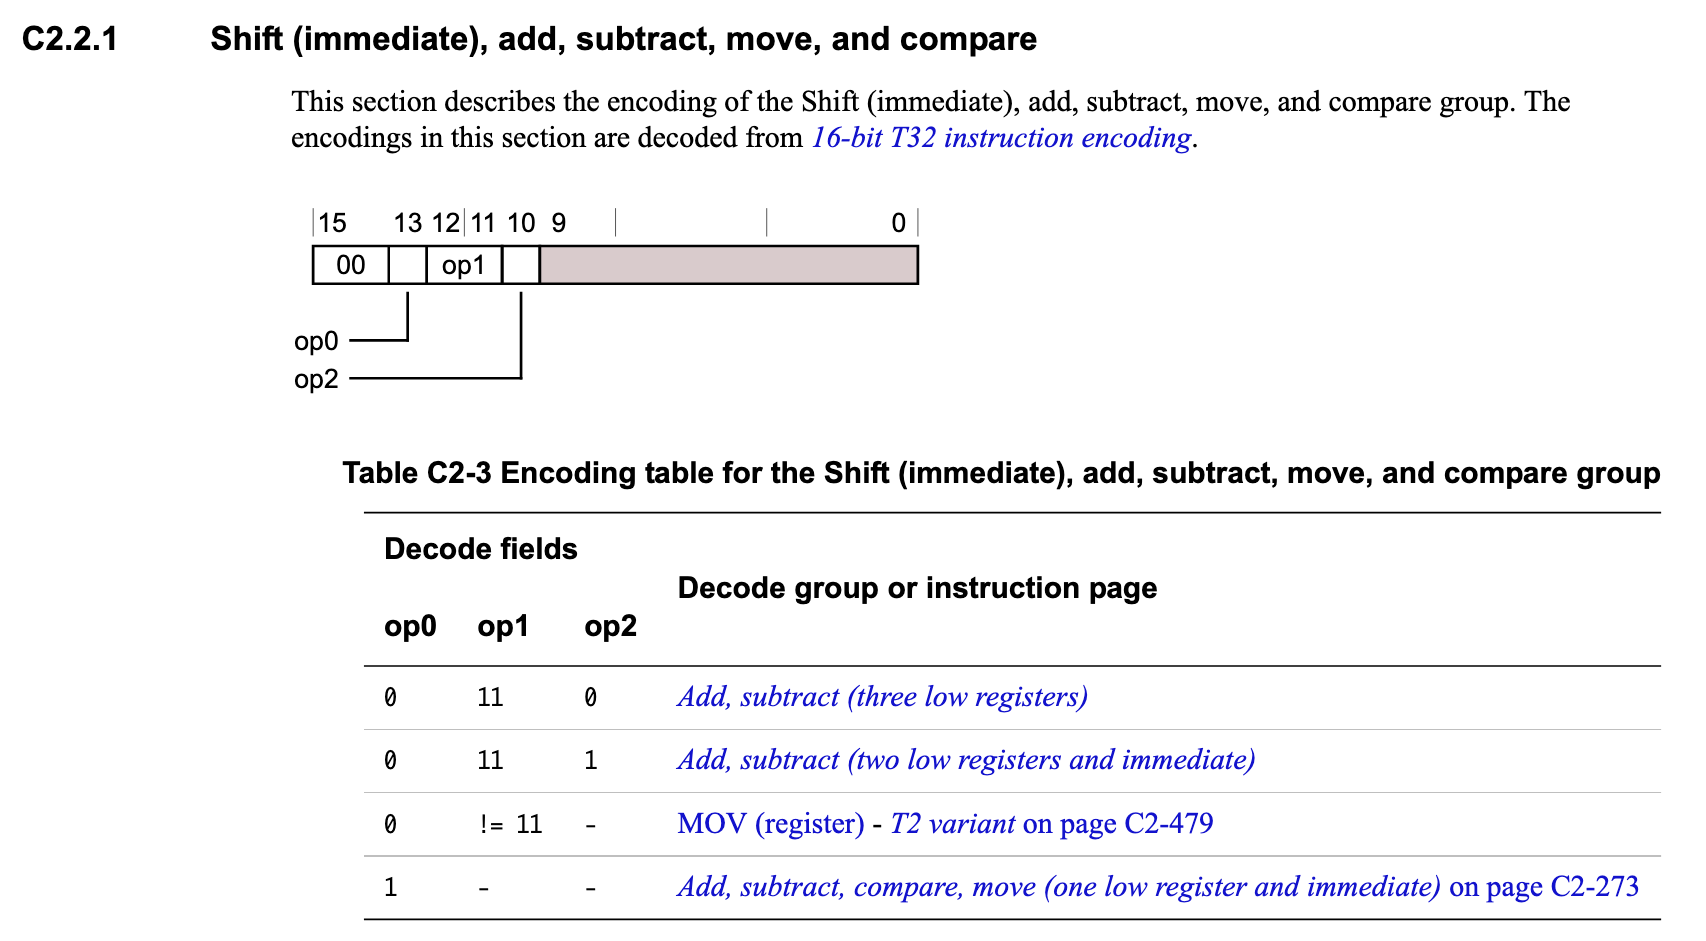 C2.2.1 Shift (immediate), add, subtract, move, and compare
This section describes the encoding of the Shift (immediate), add, subtract, move, and compare group. The
encodings in this section are decoded from 16-bit T32 instruction encoding.
15 13 12 11 10 9 0
00 op1
op0
op2
Table C2-3 Encoding table for the Shift (immediate), add, subtract, move, and compare group
Decode fields
Decode group or instruction page
op0 op1 op2
0 11 0 Add, subtract (three low registers)
0 11 1 Add, subtract (two low registers and immediate)
0 != 11 - MOV (register) - T2 variant on page C2-479
1 - - Add, subtract, compare, move (one low register and immediate) on page C2-273